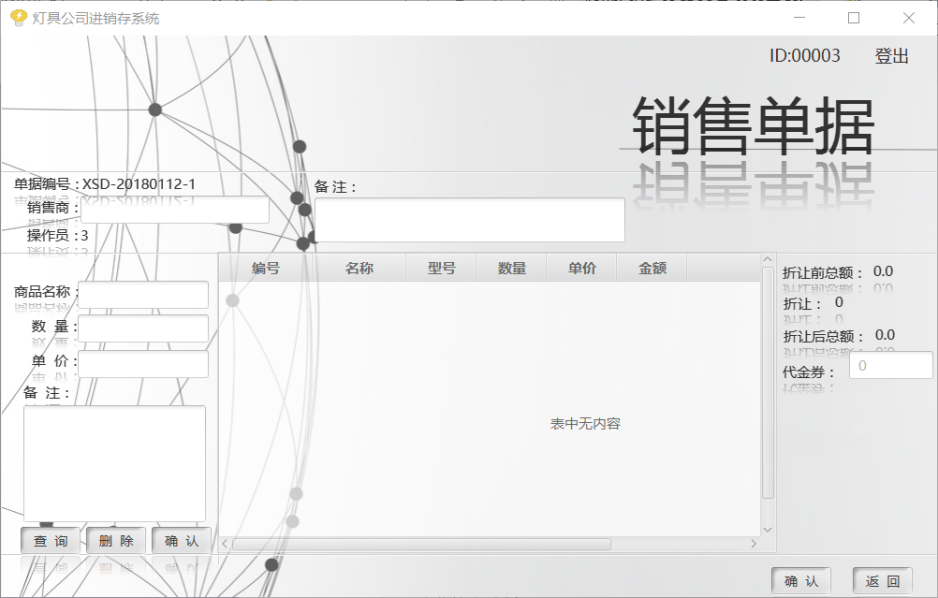 灯具公司进销存系统
ID:00003 登出
销售单据
单据编号：XSD-20180112-1
销售商：
操作员：3
备 注：
商品名称：
数 量：
单 价：
备 注：
查 询 删 除 确 认
编号 名称 型号 数量 单价 金额
表中无内容
折让前总额： 0.0
折让： 0
折让后总额： 0.0
代金券： 0
确 认 返 回